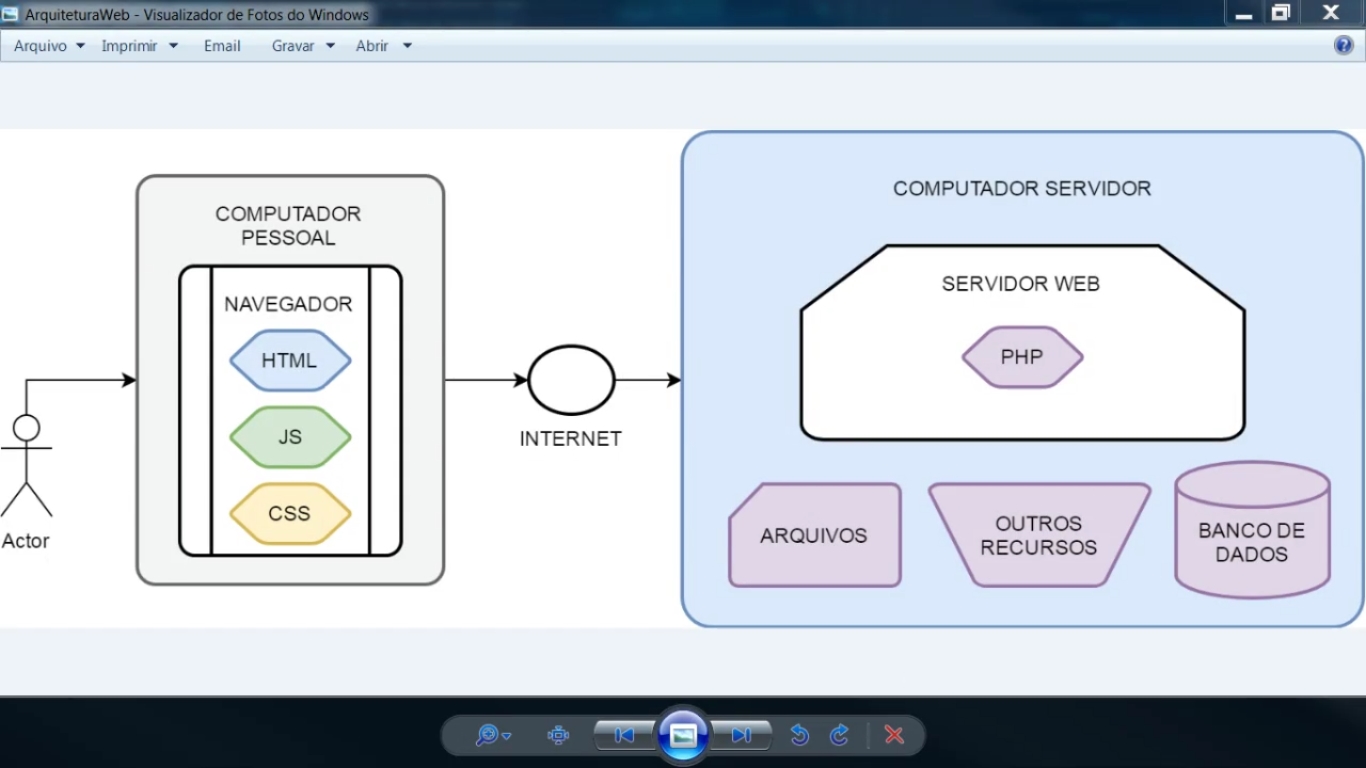 ArquiteturaWeb - Visualizador de Fotos do Windows
Arquivo Imprimir Email Gravar Abrir
COMPUTADOR
PESSOAL
NAVEGADOR
HTML
JS
CSS
Actor
INTERNET
COMPUTADOR SERVIDOR
SERVIDOR WEB
PHP
ARQUIVOS
OUTROS
RECURSOS
BANCO DE
DADOS